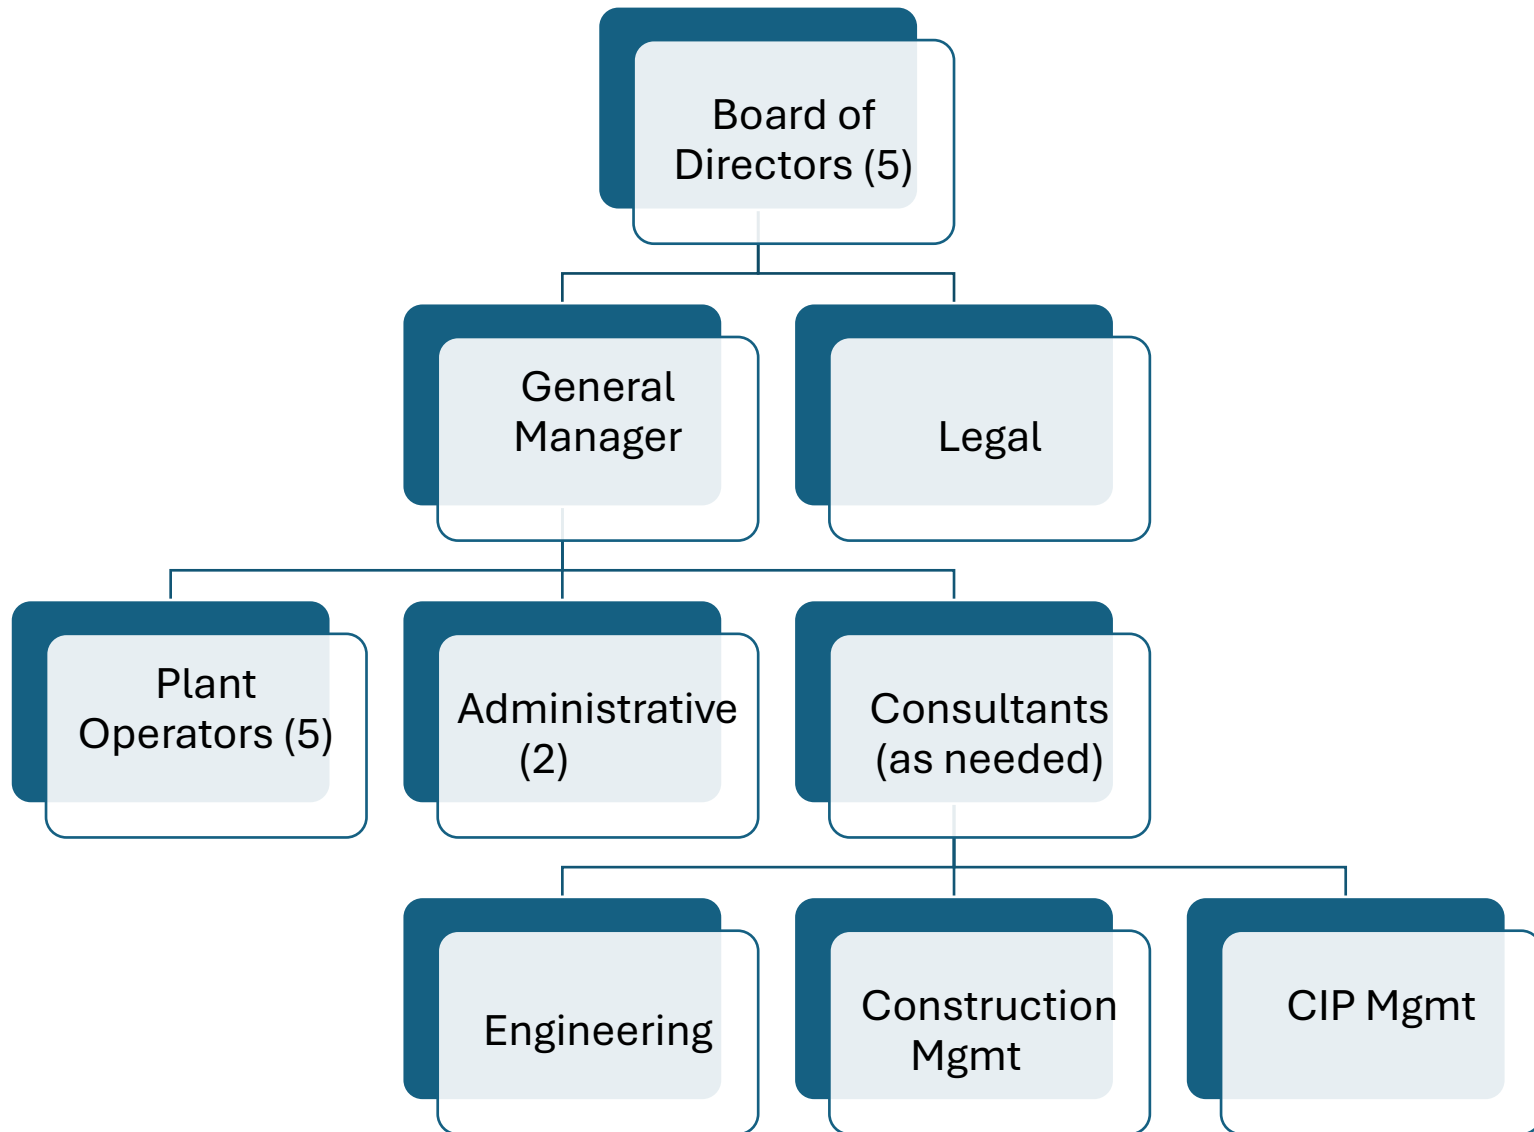 Board of
Directors (5)
General
Manager
Legal
Plant
Operators (5)
Administrative
(2)
Consultants
(as needed)
Engineering
Construction
Mgmt
CIP Mgmt